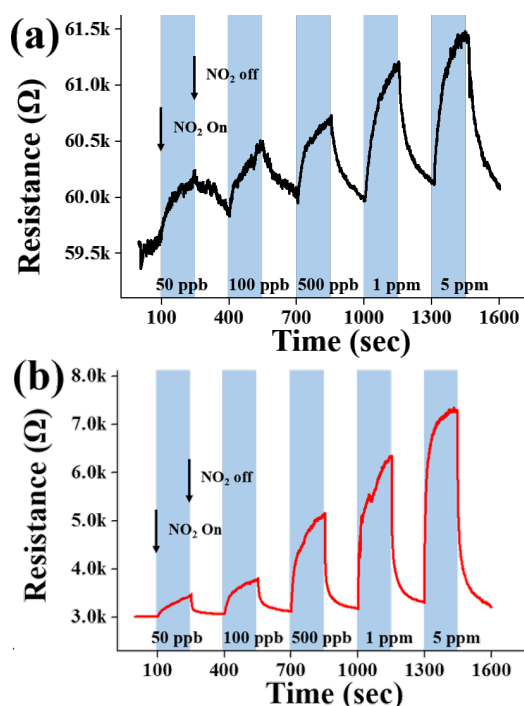 (a)
61.5k
61.0k
60.5k
60.0k
59.5k
Resistance (Ω)
NO₂ off
NO₂ On
50 ppb 100 ppb 500 ppb 1 ppm 5 ppm
100 400 700 1000 1300 1600
Time (sec)
(b)
8.0k
7.0k
6.0k
5.0k
4.0k
3.0k
Resistance (Ω)
NO₂ off
NO₂ On
50 ppb 100 ppb 500 ppb 1 ppm 5 ppm
100 400 700 1000 1300 1600
Time (sec)